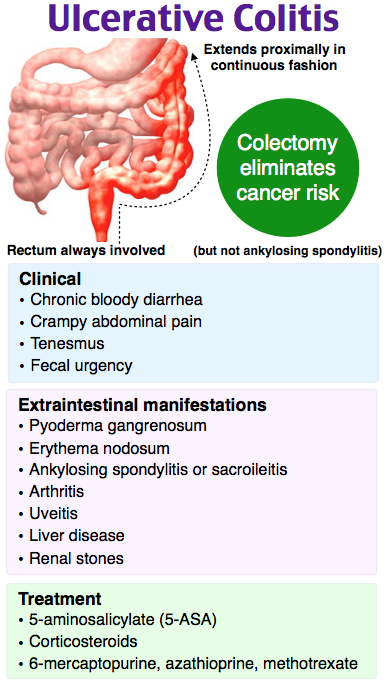 Ulcerative Colitis
Extends proximally in
continuous fashion
Colectomy
eliminates
cancer risk
Rectum always involved
(but not ankylosing spondylitis)
Clinical
• Chronic bloody diarrhea
• Crampy abdominal pain
• Tenesmus
• Fecal urgency
Extraintestinal manifestations
• Pyoderma gangrenosum
• Erythema nodosum
• Ankylosing spondylitis or sacroileitis
• Arthritis
• Uveitis
• Liver disease
• Renal stones
Treatment
• 5-aminosalicylate (5-ASA)
• Corticosteroids
• 6-mercaptopurine, azathioprine, methotrexate